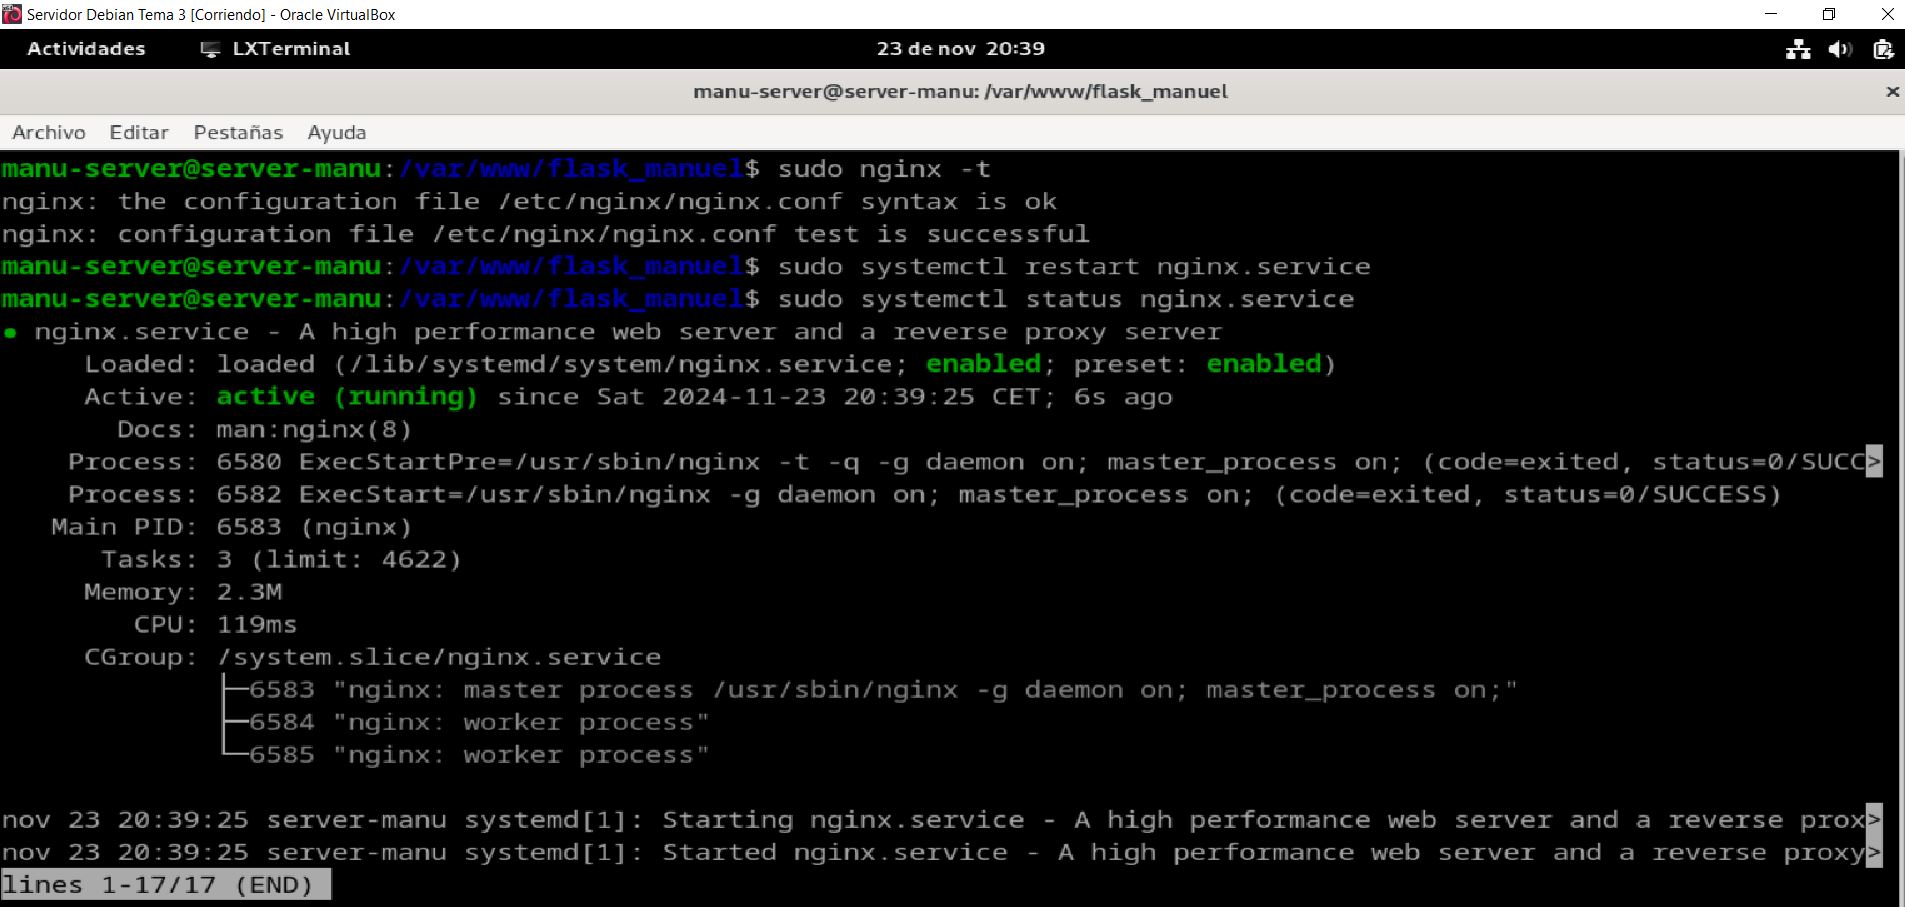 Servidor Debian Tema 3 [Corriendo] - Oracle VirtualBox
Actividades LXTerminal 23 de nov 20:39
manu-server@server-manu: /var/www/flask_manuel
Archivo Editar Pestañas Ayuda
manu-server@server-manu:/var/www/flask_manuel$ sudo nginx -t
nginx: the configuration file /etc/nginx/nginx.conf syntax is ok
nginx: configuration file /etc/nginx/nginx.conf test is successful
manu-server@server-manu:/var/www/flask_manuel$ sudo systemctl restart nginx.service
manu-server@server-manu:/var/www/flask_manuel$ sudo systemctl status nginx.service
● nginx.service - A high performance web server and a reverse proxy server
Loaded: loaded (/lib/systemd/system/nginx.service; enabled; preset: enabled)
Active: active (running) since Sat 2024-11-23 20:39:25 CET; 6s ago
Docs: man:nginx(8)
Process: 6580 ExecStartPre=/usr/sbin/nginx -t -q -g daemon on; master_process on; (code=exited, status=0/SUCC>
Process: 6582 ExecStart=/usr/sbin/nginx -g daemon on; master_process on; (code=exited, status=0/SUCCESS)
Main PID: 6583 (nginx)
Tasks: 3 (limit: 4622)
Memory: 2.3M
CPU: 119ms
CGroup: /system.slice/nginx.service
├─6583 "nginx: master process /usr/sbin/nginx -g daemon on; master_process on;"
├─6584 "nginx: worker process"
└─6585 "nginx: worker process"
nov 23 20:39:25 server-manu systemd[1]: Starting nginx.service - A high performance web server and a reverse prox>
nov 23 20:39:25 server-manu systemd[1]: Started nginx.service - A high performance web server and a reverse proxy>
lines 1-17/17 (END)